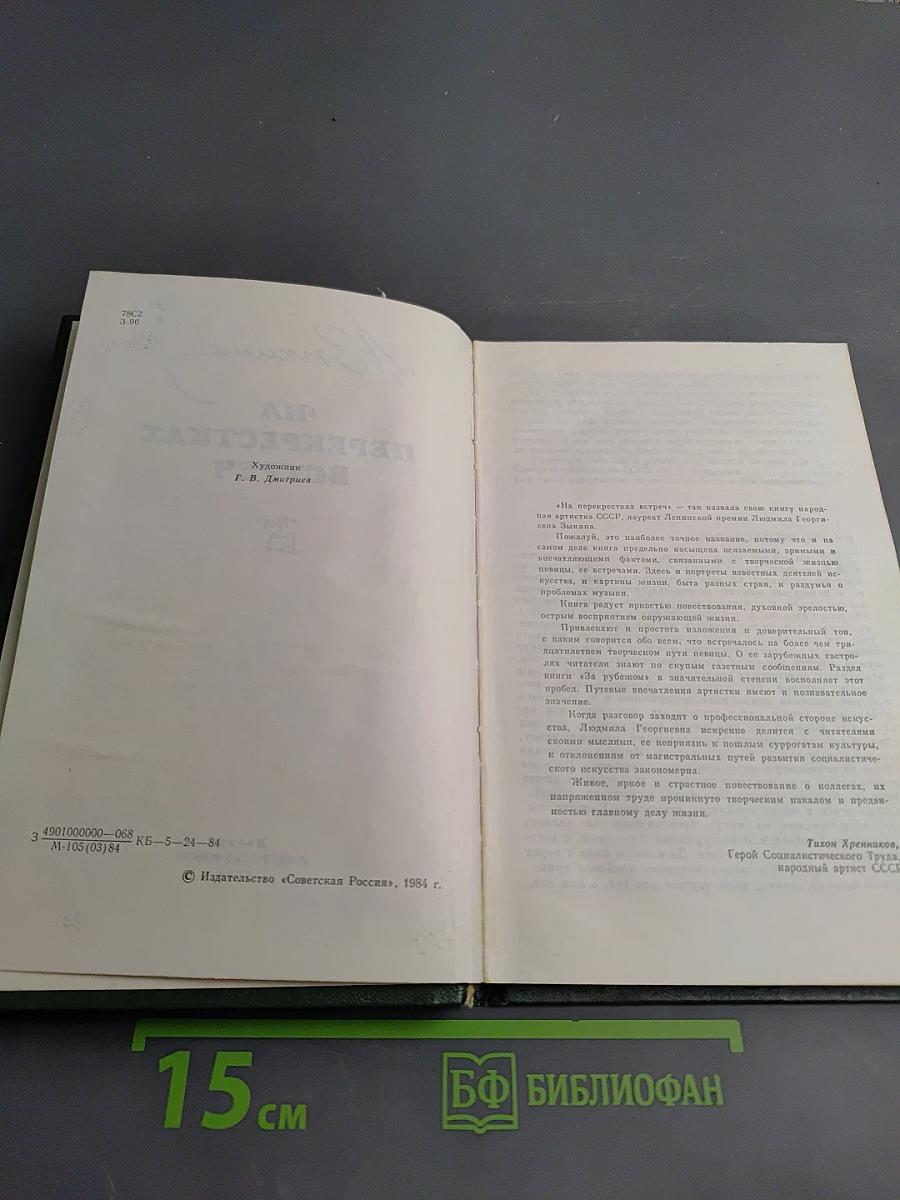 78С2
З-96
Художник
Г. В. Дмитриев
З 4901000000—068 КБ—5—24—84
М-105(03)84
© Издательство «Советская Россия», 1984 г.
«На перекрестках встреч» — так назвала свою книгу народ-
ная артистка СССР, лауреат Ленинской премии Людмила Георги-
евна Зыкина.
Пожалуй, это наиболее точное название, потому что и на
самом деле книга предельно насыщена осязаемыми, зримыми и
впечатляющими фактами, связанными с творческой жизнью
певицы, ее встречами. Здесь и портреты известных деятелей ис-
кусства, и картины жизни, быта разных стран, и раздумья о
проблемах музыки.
Книга радует яркостью повествования, духовной зрелостью,
острым восприятием окружающей жизни.
Привлекают и простота изложения и доверительный тон,
с каким говорится обо всем, что встречалось на более чем три-
дцатилетнем творческом пути певицы. О ее зарубежных гастро-
лях читатели знают по скупым газетным сообщениям. Раздел
книги «За рубежом» в значительной степени восполняет этот
пробел. Путевые впечатления артистки имеют и познавательное
значение.
Когда разговор заходит о профессиональной стороне искус-
ства, Людмила Георгиевна искренне делится с читателями
своими мыслями, ее неприязнь к пошлым суррогатам культуры,
к отклонениям от магистральных путей развития социалистиче-
ского искусства закономерна.
Живое, яркое и страстное повествование о коллегах, их
напряженном труде проникнуто творческим накалом и предан-
ностью главному делу жизни.
Тихон Хренников,
Герой Социалистического Труда,
народный артист СССР
15 см
БФ БИБЛИОФАН